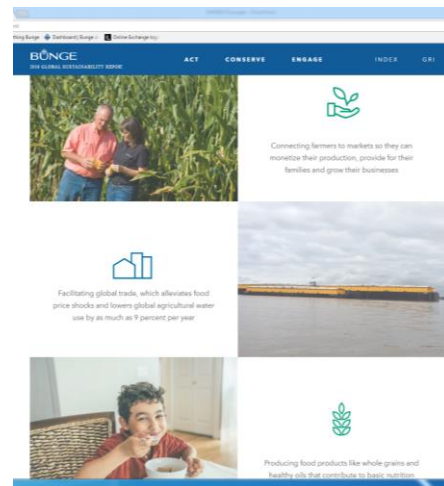 thing Bunge
Dashboard | Bunge
Online Exchange
BUNGE
2014 GLOBAL SUSTAINABILITY REPORT
ACT CONSERVE ENGAGE INDEX GRI
Connecting farmers to markets so they can
monetize their production, provide for their
families and grow their businesses
Facilitating global trade, which alleviates food
price shocks and lowers global agricultural water
use by as much as 9 percent per year
Producing food products like whole grains and
healthy oils that contribute to basic nutrition